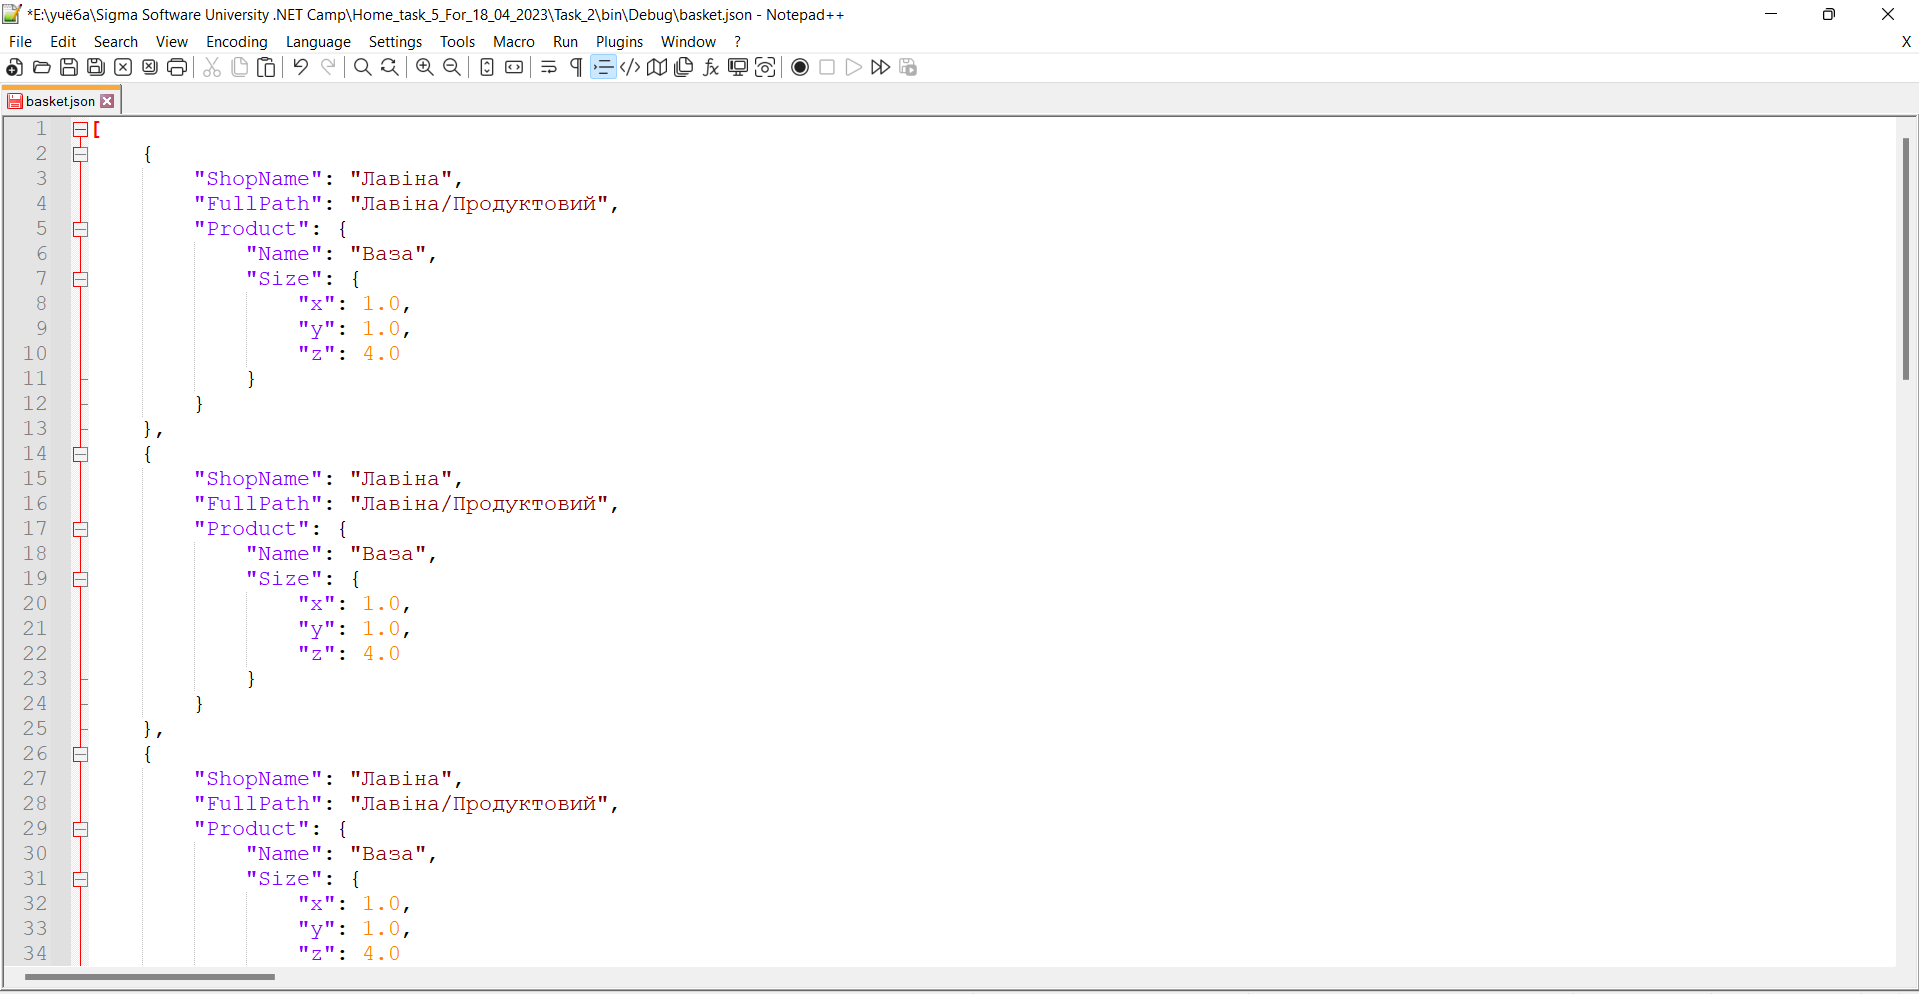 *E:\учёба\Sigma Software University .NET Camp\Home_task_5_For_18_04_2023\Task_2\bin\Debug\basket.json - Notepad++
File Edit Search View Encoding Language Settings Tools Macro Run Plugins Window ? X
basket.json
1 [
2 {
3 "ShopName": "Лавіна",
4 "FullPath": "Лавіна/Продуктовий",
5 "Product": {
6 "Name": "Ваза",
7 "Size": {
8 "x": 1.0,
9 "y": 1.0,
10 "z": 4.0
11 }
12 }
13 },
14 {
15 "ShopName": "Лавіна",
16 "FullPath": "Лавіна/Продуктовий",
17 "Product": {
18 "Name": "Ваза",
19 "Size": {
20 "x": 1.0,
21 "y": 1.0,
22 "z": 4.0
23 }
24 }
25 },
26 {
27 "ShopName": "Лавіна",
28 "FullPath": "Лавіна/Продуктовий",
29 "Product": {
30 "Name": "Ваза",
31 "Size": {
32 "x": 1.0,
33 "y": 1.0,
34 "z": 4.0